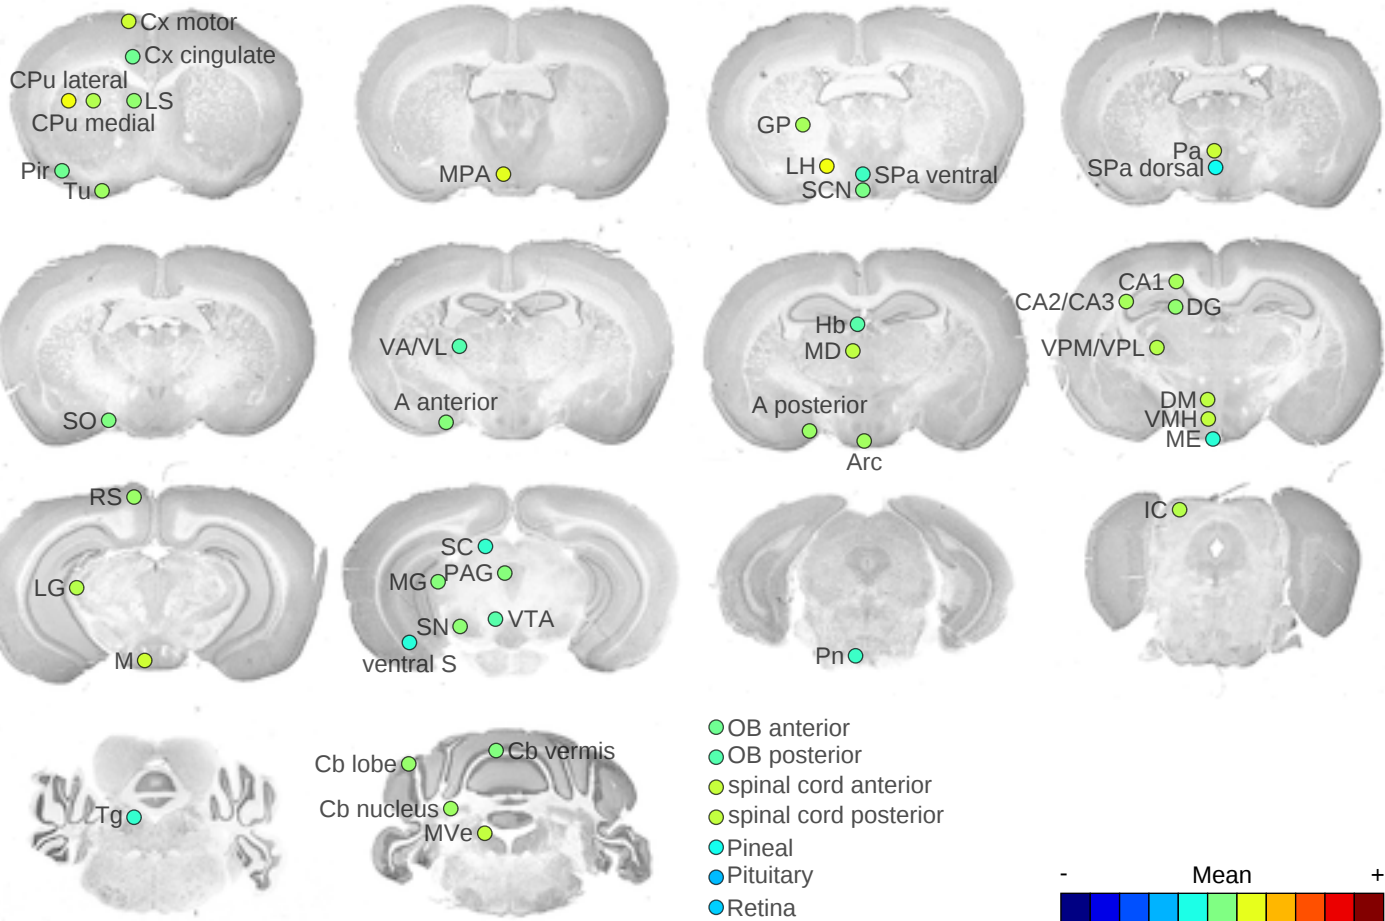 Cx motor
Cx cingulate
CPu lateral
LS
CPu medial
Pir
Tu
MPA
GP
LH
SPa ventral
SCN
Pa
SPa dorsal
SO
VA/VL
A anterior
Hb
MD
A posterior
Arc
CA1
CA2/CA3
DG
VPM/VPL
DM
VMH
ME
RS
LG
M
SC
MG
PAG
SN
VTA
ventral S
Pn
IC
Tg
Cb lobe
Cb vermis
Cb nucleus
MVe
OB anterior
OB posterior
spinal cord anterior
spinal cord posterior
Pineal
Pituitary
Retina
- Mean +